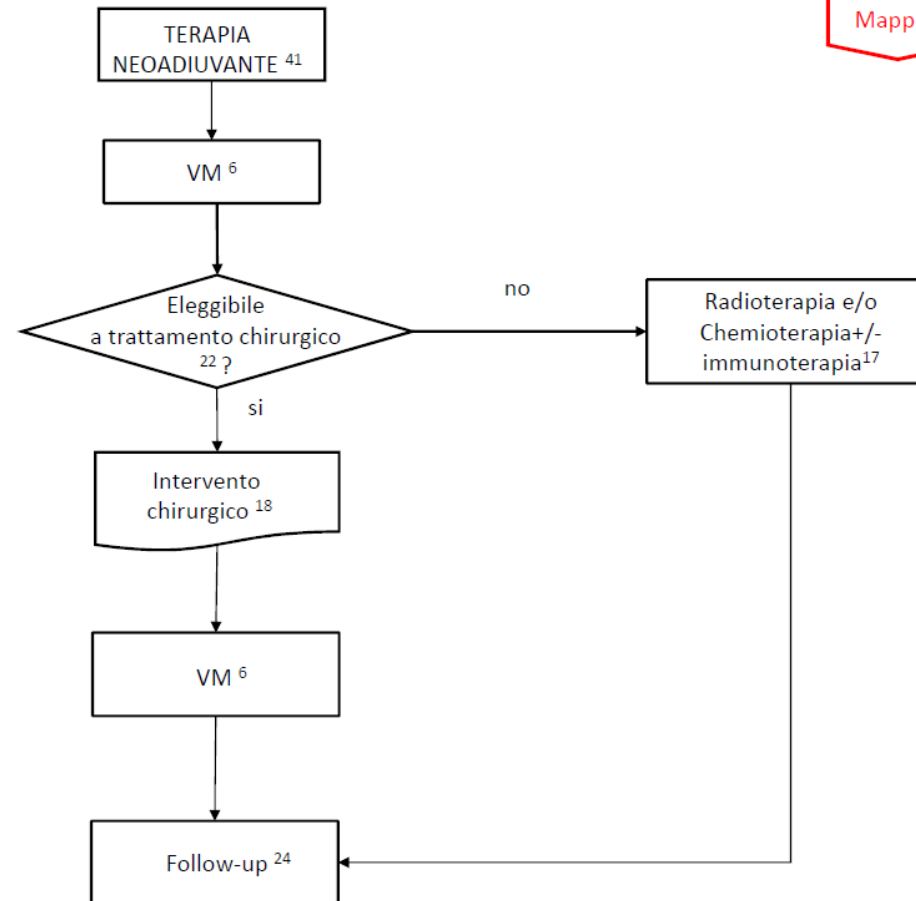 Mapp
TERAPIA
NEOADIUVANTE 41
VM 6
Eleggibile
a trattamento chirurgico
22 ?
no
Radioterapia e/o
Chemioterapia+/-
immunoterapia17
si
Intervento
chirurgico 18
VM 6
Follow-up 24